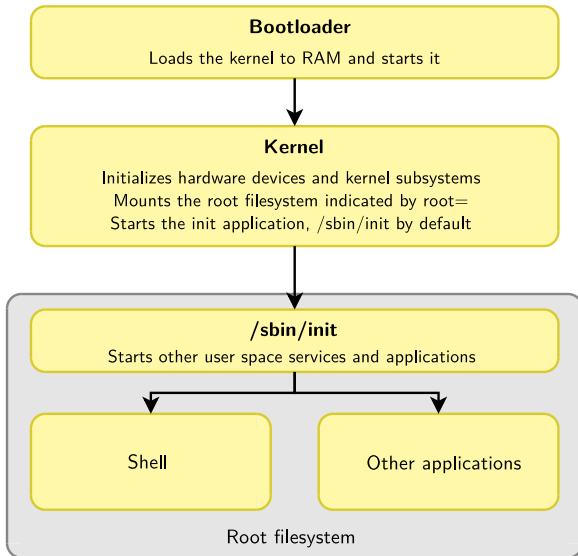 Bootloader
Loads the kernel to RAM and starts it
Kernel
Initializes hardware devices and kernel subsystems
Mounts the root filesystem indicated by root=
Starts the init application, /sbin/init by default
/sbin/init
Starts other user space services and applications
Shell
Other applications
Root filesystem